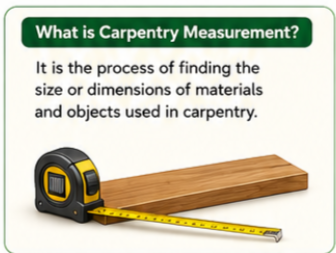 What is Carpentry Measurement?
It is the process of finding the
size or dimensions of materials
and objects used in carpentry.